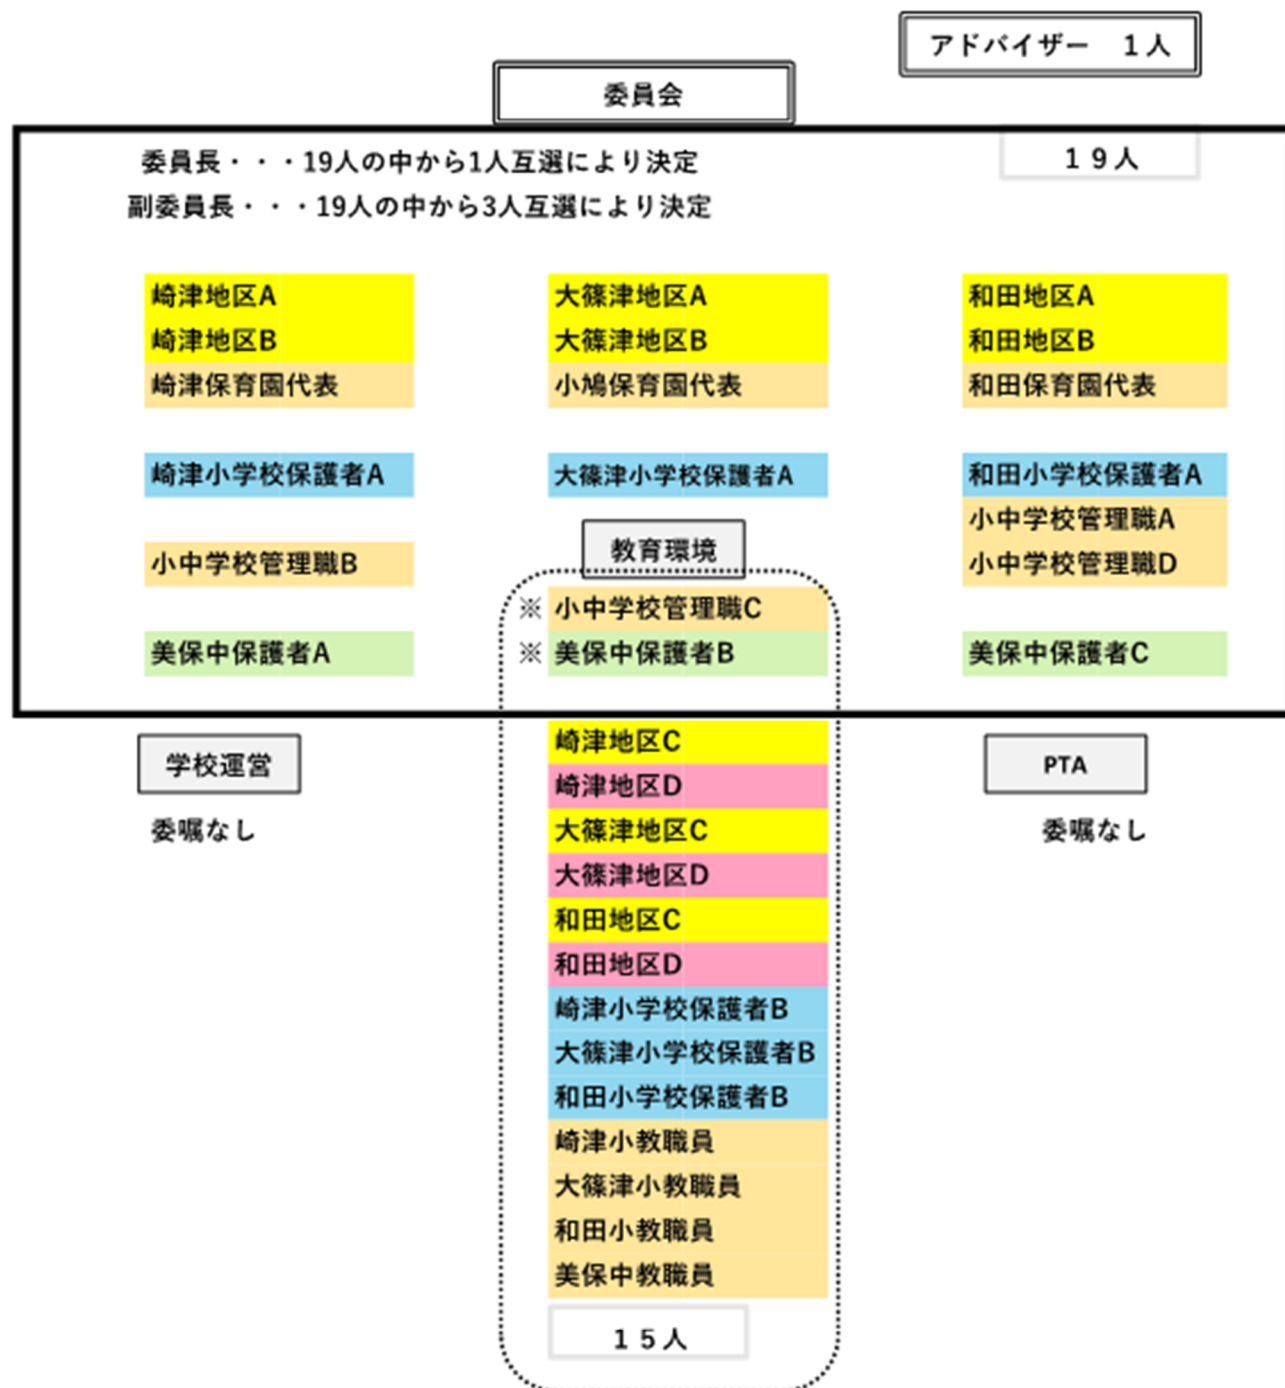 アドバイザー　１人
委員会
１９人
委員長・・・19人の中から1人互選により決定
副委員長・・・19人の中から3人互選により決定
崎津地区A
大篠津地区A
和田地区A
崎津地区B
大篠津地区B
和田地区B
崎津保育園代表
小鳩保育園代表
和田保育園代表
崎津小学校保護者A
大篠津小学校保護者A
和田小学校保護者A
小中学校管理職A
教育環境
小中学校管理職B
小中学校管理職D
※ 小中学校管理職C
美保中保護者A
※ 美保中保護者B
美保中保護者C
崎津地区C
学校運営
PTA
崎津地区D
委嘱なし
大篠津地区C
委嘱なし
大篠津地区D
和田地区C
和田地区D
崎津小学校保護者B
大篠津小学校保護者B
和田小学校保護者B
崎津小教職員
大篠津小教職員
和田小教職員
美保中教職員
１５人